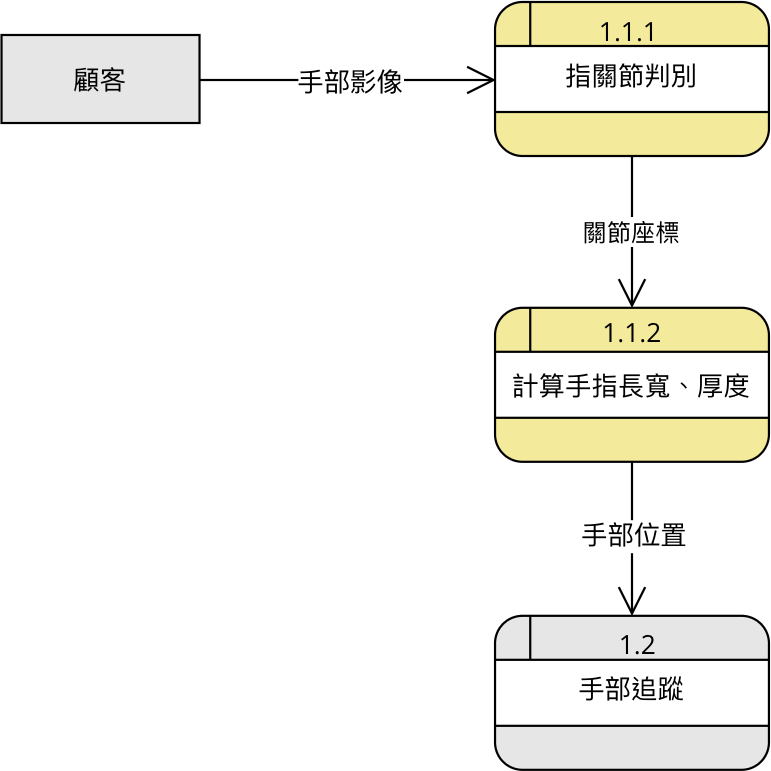 顧客
手部影像
1.1.1
指關節判別
關節座標
1.1.2
計算手指長寬、厚度
手部位置
1.2
手部追蹤